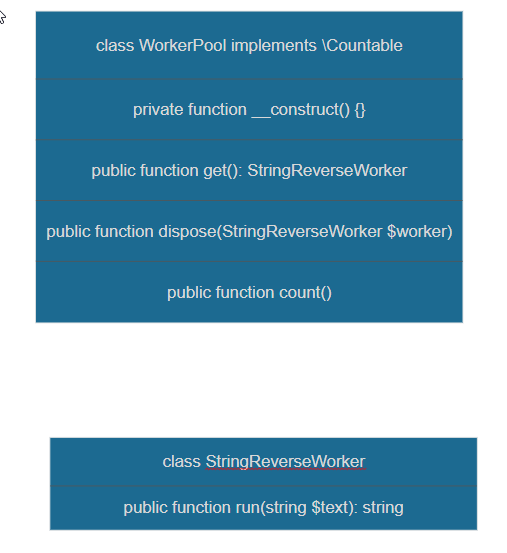 class WorkerPool implements \Countable
private function __construct() {}
public function get(): StringReverseWorker
public function dispose(StringReverseWorker $worker)
public function count()
class StringReverseWorker
public function run(string $text): string